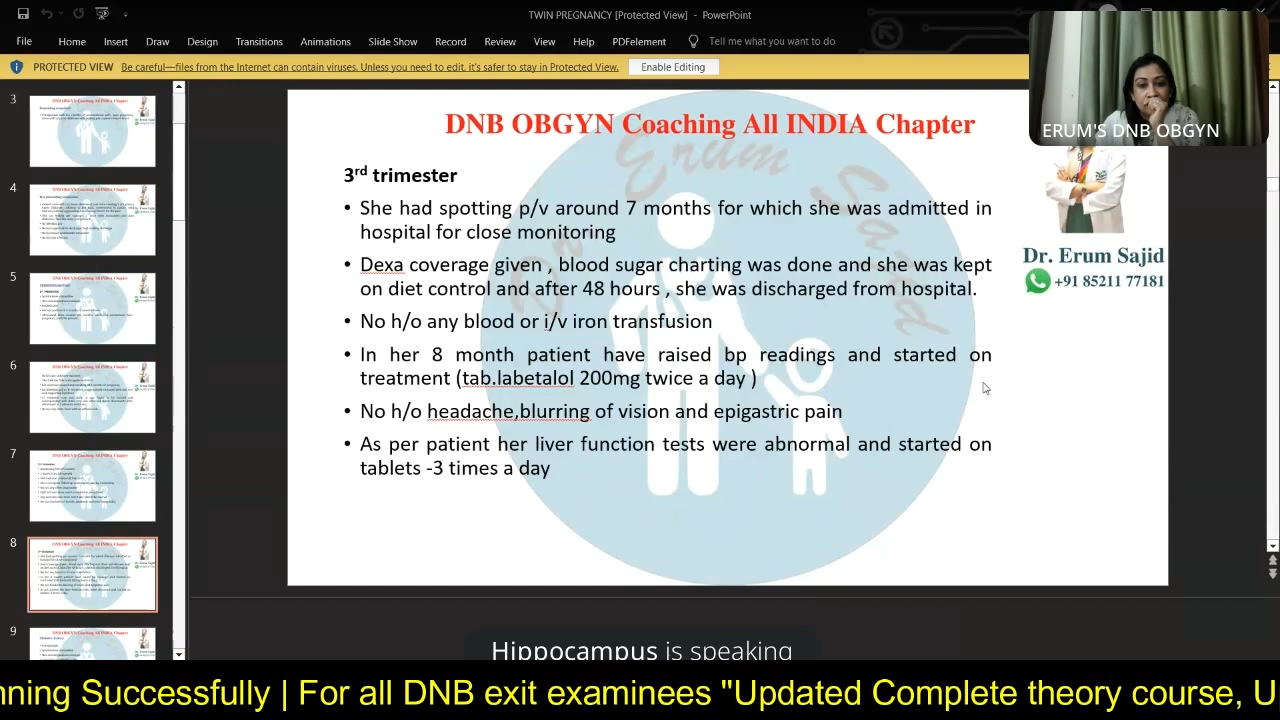 TWIN PREGNANCY [Protected View] - PowerPoint
File Home Insert Draw Design Transitions Animations Slide Show Record Review View Help PDFelement Tell me what you want to do
PROTECTED VIEW Be careful—files from the Internet can contain viruses. Unless you need to edit, it's safer to stay in Protected View. Enable Editing
ERUM'S DNB OBGYN
3
4
5
6
7
8
9
DNB OBGYN Coaching All INDIA Chapter
3rd trimester
• She had spotting p/v around 7 months for which she was admitted in
hospital for close monitoring
• Dexa coverage given , blood sugar charting was done and she was kept
on diet control and after 48 hours , she was discharged from hospital.
• No h/o any blood or i/v iron transfusion
• In her 8 month patient have raised bp readings and started on
treatment (tab labetalol 200mg twice a day )
• No h/o headache,blurring of vision and epigastric pain
• As per patient her liver function tests were abnormal and started on
tablets -3 times a day
Dr. Erum Sajid
+91 85211 77181
Hippocampus is speaking
nning Successfully | For all DNB exit examinees "Updated Complete theory course, U